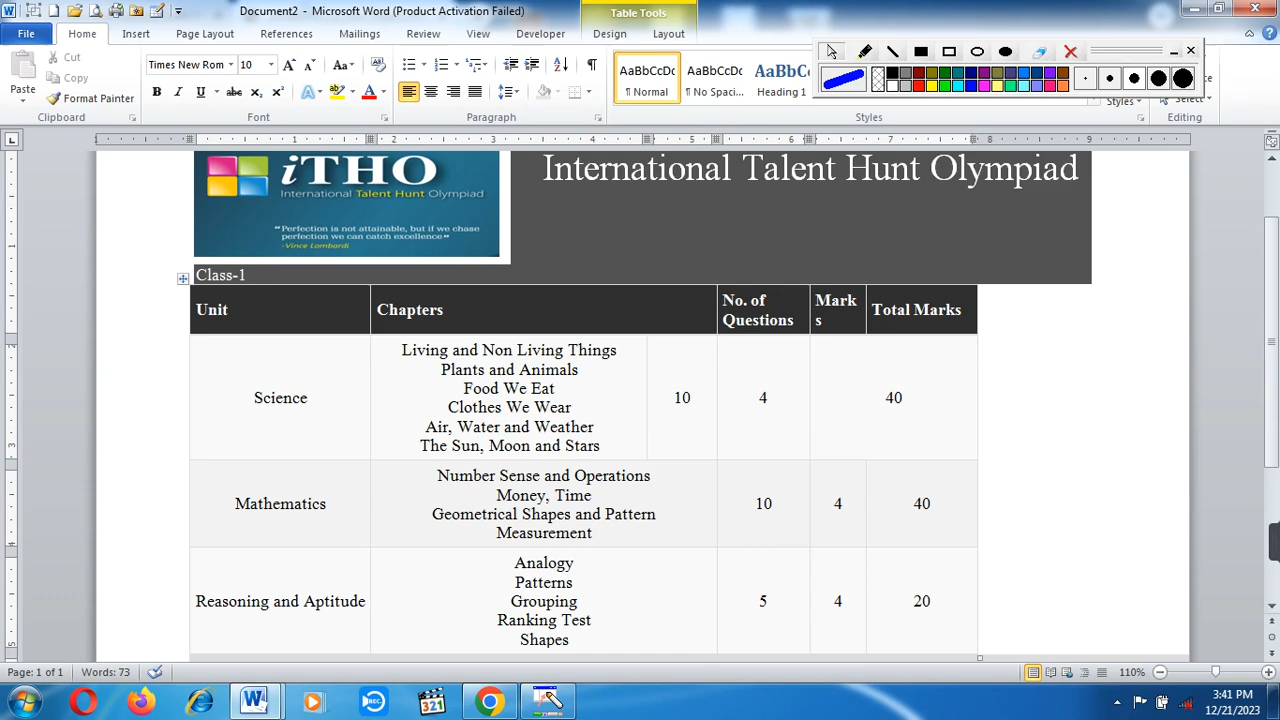 Document2 - Microsoft Word (Product Activation Failed)
Table Tools
File
Home
Insert
Page Layout
References
Mailings
Review
View
Developer
Design
Layout
Paste
Cut
Copy
Format Painter
Clipboard
Times New Rom
10
Font
Paragraph
AaBbCcDc
¶ Normal
AaBbCcDc
¶ No Spaci...
AaBbCc
Heading 1
Styles
Styles
Select
Editing
iTHO
International Talent Hunt Olympiad
"Perfection is not attainable, but if we chase
perfection we can catch excellence"
-Vince Lombardi
International Talent Hunt Olympiad
Class-1
Unit
Chapters
No. of
Questions
Mark
s
Total Marks
Science
Living and Non Living Things
Plants and Animals
Food We Eat
Clothes We Wear
Air, Water and Weather
The Sun, Moon and Stars
10
4
40
Mathematics
Number Sense and Operations
Money, Time
Geometrical Shapes and Pattern
Measurement
10
4
40
Reasoning and Aptitude
Analogy
Patterns
Grouping
Ranking Test
Shapes
5
4
20
Page: 1 of 1
Words: 73
110%
REC
321
3:41 PM
12/21/2023